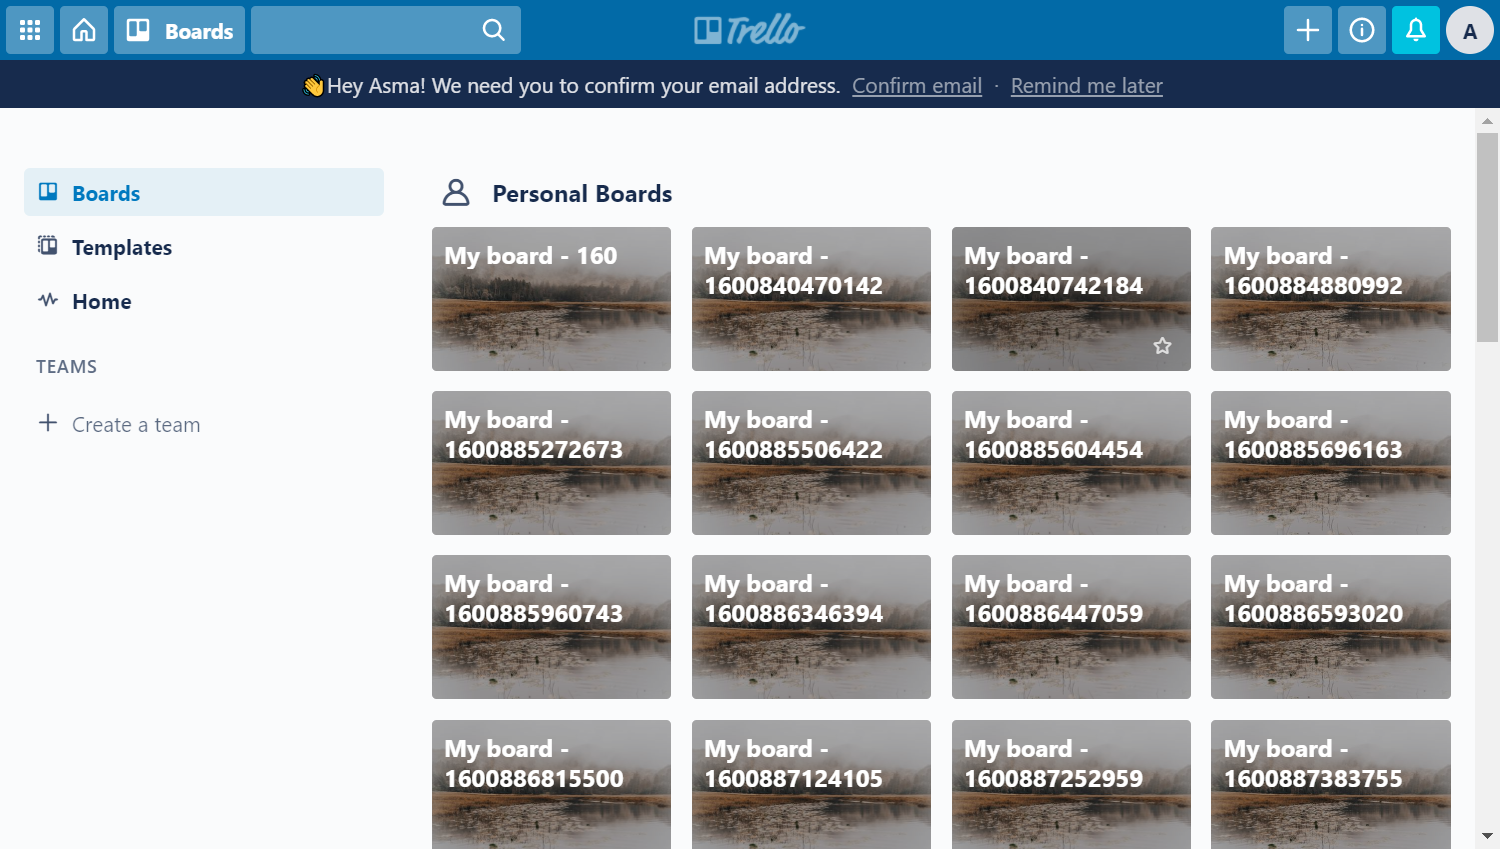 Boards
Trello
A
👋Hey Asma! We need you to confirm your email address. Confirm email · Remind me later
Boards
Templates
Home
TEAMS
Create a team
Personal Boards
My board - 160
My board -
1600840470142
My board -
1600840742184
My board -
1600884880992
My board -
1600885272673
My board -
1600885506422
My board -
1600885604454
My board -
1600885696163
My board -
1600885960743
My board -
1600886346394
My board -
1600886447059
My board -
1600886593020
My board -
1600886815500
My board -
1600887124105
My board -
1600887252959
My board -
1600887383755